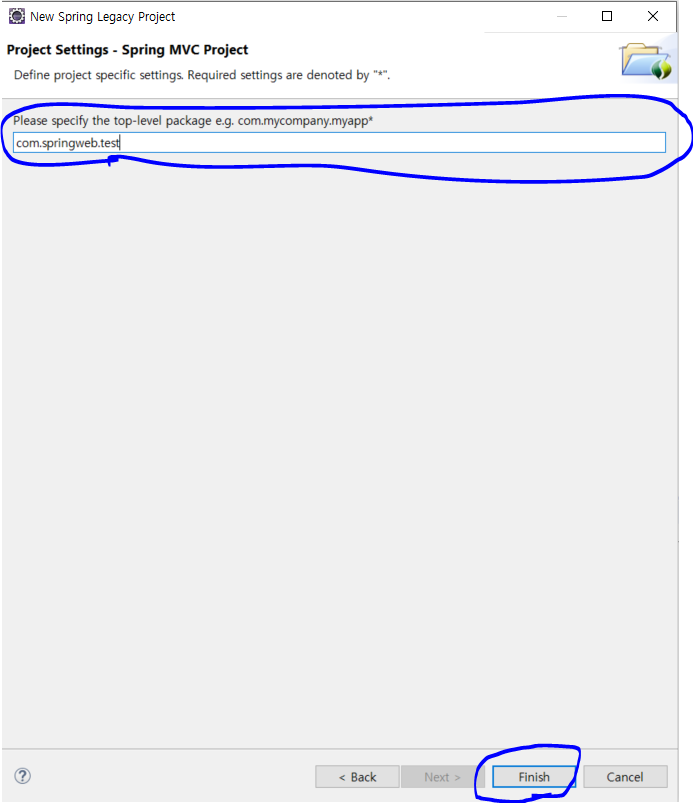 New Spring Legacy Project
Project Settings - Spring MVC Project
Define project specific settings. Required settings are denoted by "*".
Please specify the top-level package e.g. com.mycompany.myapp*
com.springweb.test
< Back Next > Finish Cancel